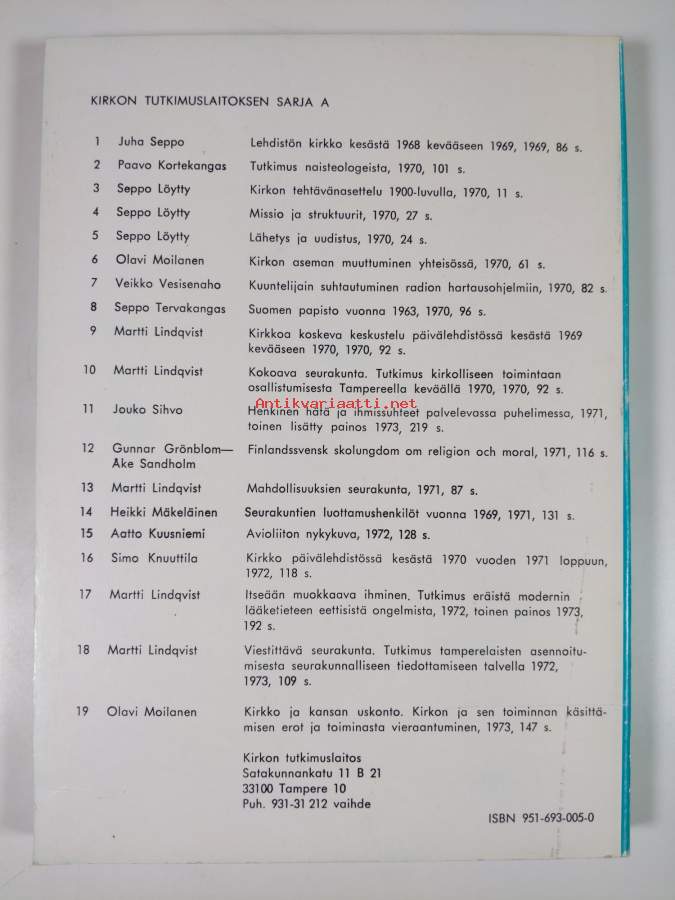 KIRKON TUTKIMUSLAITOKSEN SARJA A
1 Juha Seppo Lehdistön kirkko kesästä 1968 kevääseen 1969, 1969, 86 s.
2 Paavo Kortekangas Tutkimus naisteologeista, 1970, 101 s.
3 Seppo Löytty Kirkon tehtävänasettelu 1900-luvulla, 1970, 11 s.
4 Seppo Löytty Missio ja struktuurit, 1970, 27 s.
5 Seppo Löytty Lähetys ja uudistus, 1970, 24 s.
6 Olavi Moilanen Kirkon aseman muuttuminen yhteisössä, 1970, 61 s.
7 Veikko Vesisenaho Kuuntelijain suhtautuminen radion hartausohjelmiin, 1970, 82 s.
8 Seppo Tervakangas Suomen papisto vuonna 1963, 1970, 96 s.
9 Martti Lindqvist Kirkkoa koskeva keskustelu päivälehdistössä kesästä 1969
kevääseen 1970, 1970, 92 s.
10 Martti Lindqvist Kokoava seurakunta. Tutkimus kirkolliseen toimintaan
osallistumisesta Tampereella keväällä 1970, 1970, 92 s.
Antikvariaatti.net
11 Jouko Sihvo Henkinen hätä ja ihmissuhteet palvelevassa puhelimessa, 1971,
toinen lisätty painos 1973, 219 s.
12 Gunnar Grönblom— Finlandssvensk skolungdom om religion och moral, 1971, 116 s.
Åke Sandholm
13 Martti Lindqvist Mahdollisuuksien seurakunta, 1971, 87 s.
14 Heikki Mäkeläinen Seurakuntien luottamushenkilöt vuonna 1969, 1971, 131 s.
15 Aatto Kuusniemi Avioliiton nykykuva, 1972, 128 s.
16 Simo Knuuttila Kirkko päivälehdistössä kesästä 1970 vuoden 1971 loppuun,
1972, 118 s.
17 Martti Lindqvist Itseään muokkaava ihminen. Tutkimus eräistä modernin
lääketieteen eettisistä ongelmista, 1972, toinen painos 1973,
192 s.
18 Martti Lindqvist Viestittävä seurakunta. Tutkimus tamperelaisten asennoitu-
misesta seurakunnalliseen tiedottamiseen talvella 1972,
1973, 109 s.
19 Olavi Moilanen Kirkko ja kansan uskonto. Kirkon ja sen toiminnan käsittä-
misen erot ja toiminasta vieraantuminen, 1973, 147 s.
Kirkon tutkimuslaitos
Satakunnankatu 11 B 21
33100 Tampere 10
Puh. 931-31 212 vaihde
ISBN 951-693-005-0